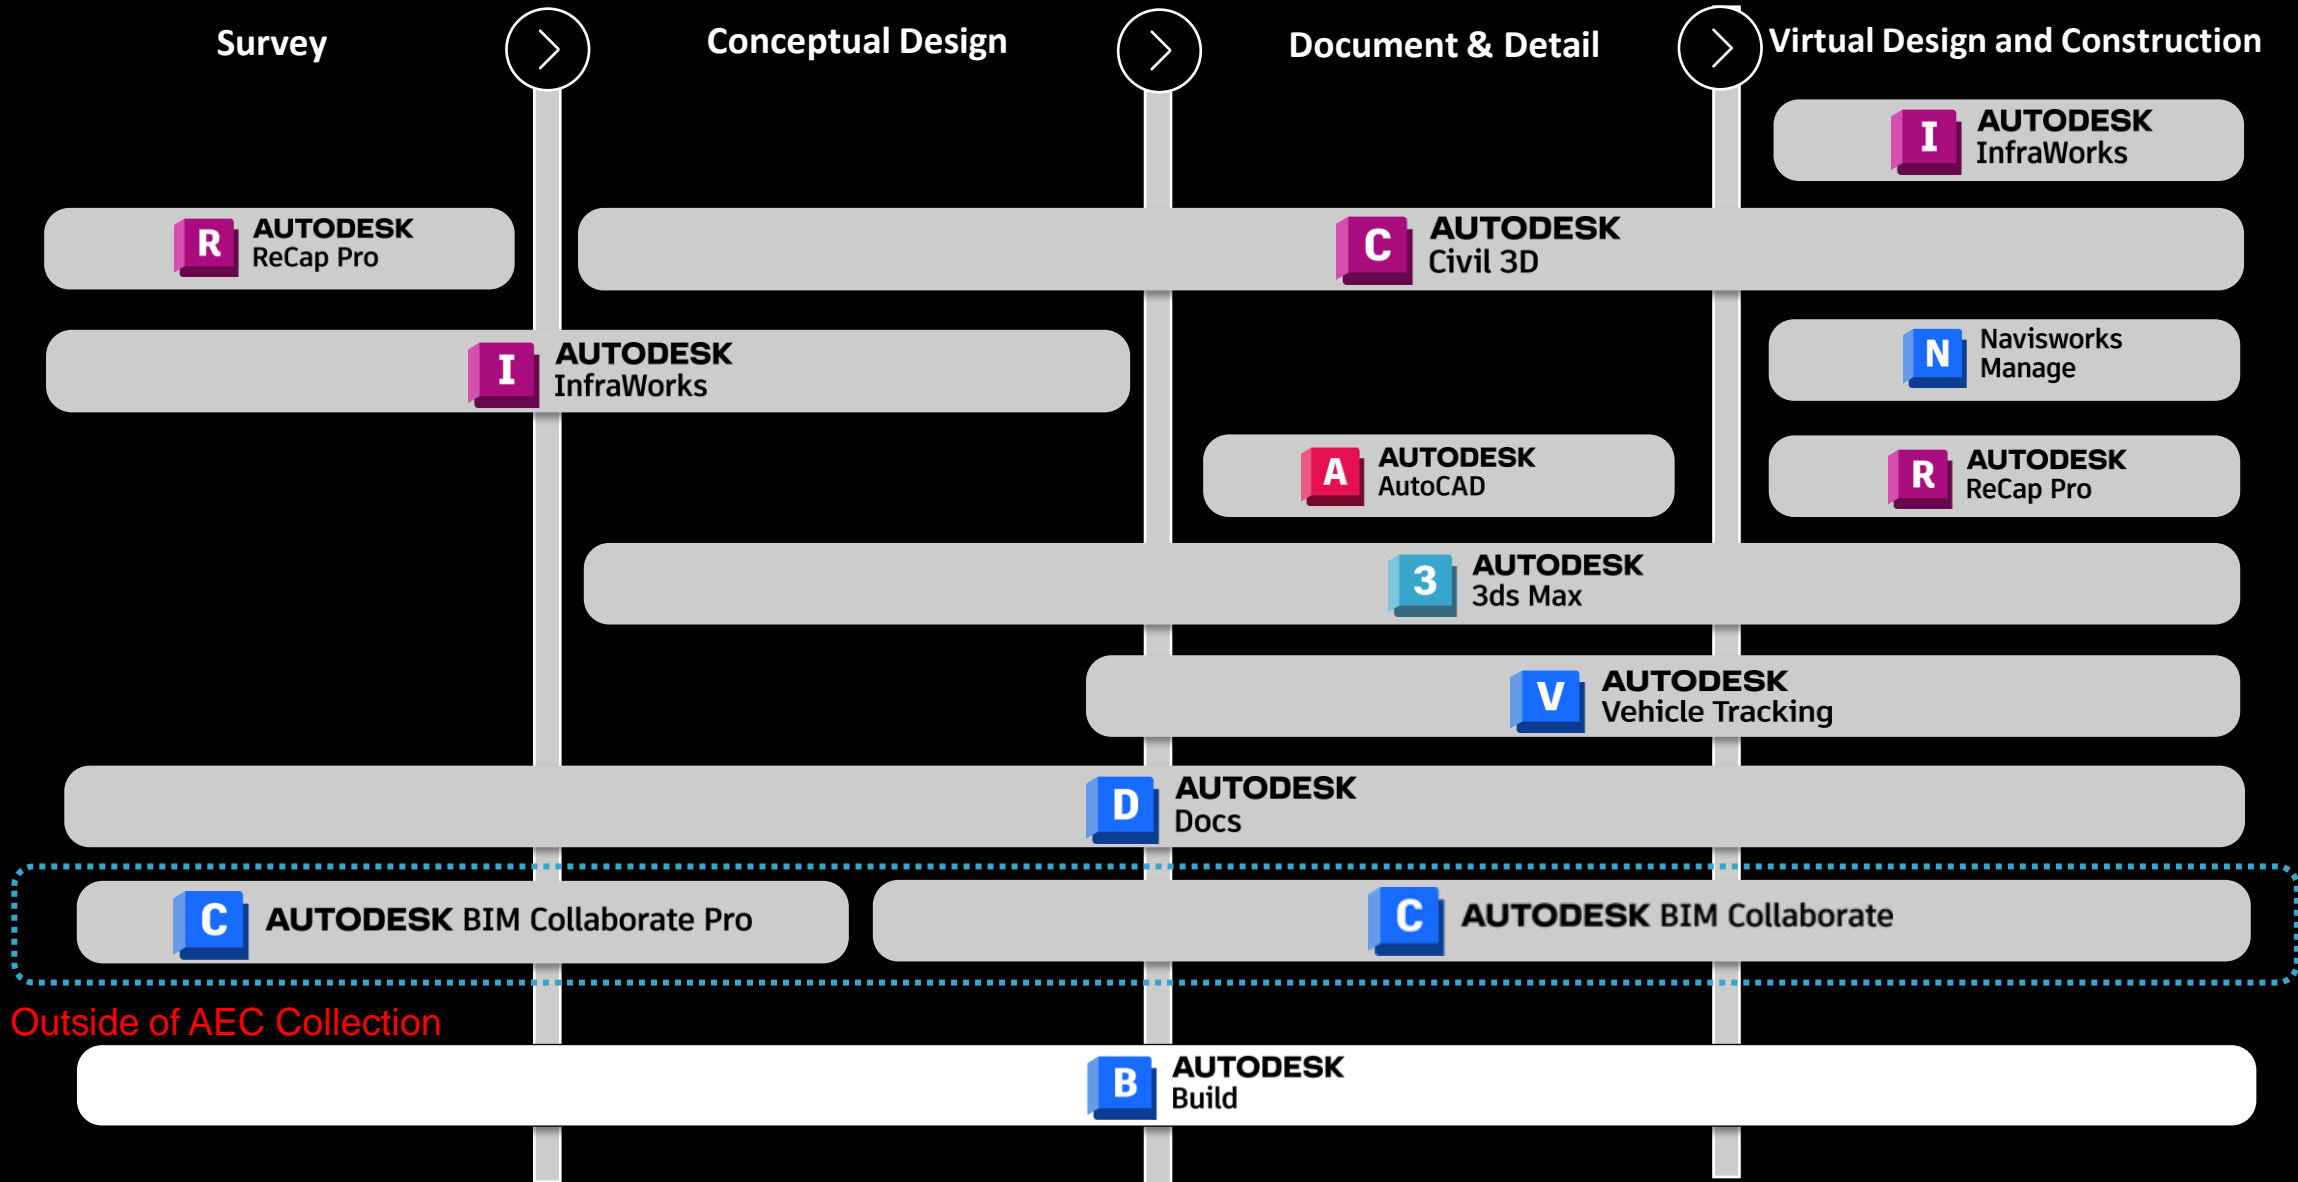 Survey
Conceptual Design
Document & Detail
Virtual Design and Construction
I AUTODESK
InfraWorks
R AUTODESK
ReCap Pro
C AUTODESK
Civil 3D
I AUTODESK
InfraWorks
N Navisworks
Manage
A AUTODESK
AutoCAD
R AUTODESK
ReCap Pro
3 AUTODESK
3ds Max
V AUTODESK
Vehicle Tracking
D AUTODESK
Docs
C AUTODESK BIM Collaborate Pro
C AUTODESK BIM Collaborate
Outside of AEC Collection
B AUTODESK
Build